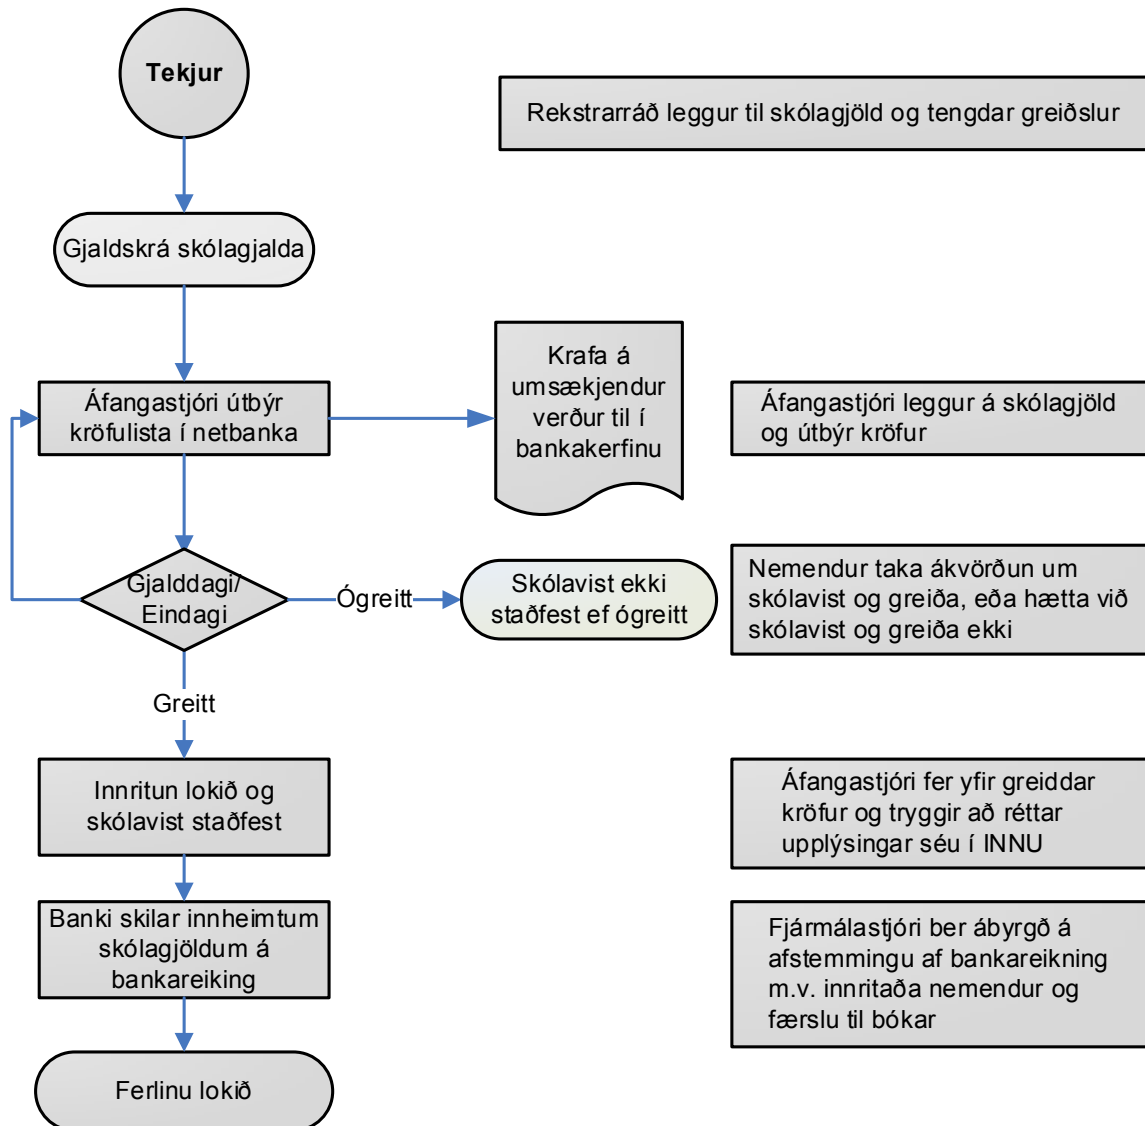 Tekjur
Rekstrarráð leggur til skólagjöld og tengdar greiðslur
Gjaldskrá skólagjalda
Áfangastjóri útbýr
kröfulista í netbanka
Krafa á
umsækjendur
verður til í
bankakerfinu
Áfangastjóri leggur á skólagjöld
og útbýr kröfur
Gjalddagi/
Eindagi
Ógreitt
Skólavist ekki
staðfest ef ógreitt
Nemendur taka ákvörðun um
skólavist og greiða, eða hætta við
skólavist og greiða ekki
Greitt
Innritun lokið og
skólavist staðfest
Áfangastjóri fer yfir greiddar
kröfur og tryggir að réttar
upplýsingar séu í INNU
Banki skilar innheimtum
skólagjöldum á
bankareiking
Fjármálastjóri ber ábyrgð á
afstemmingu af bankareikning
m.v. innritaða nemendur og
færslu til bókar
Ferlinu lokið